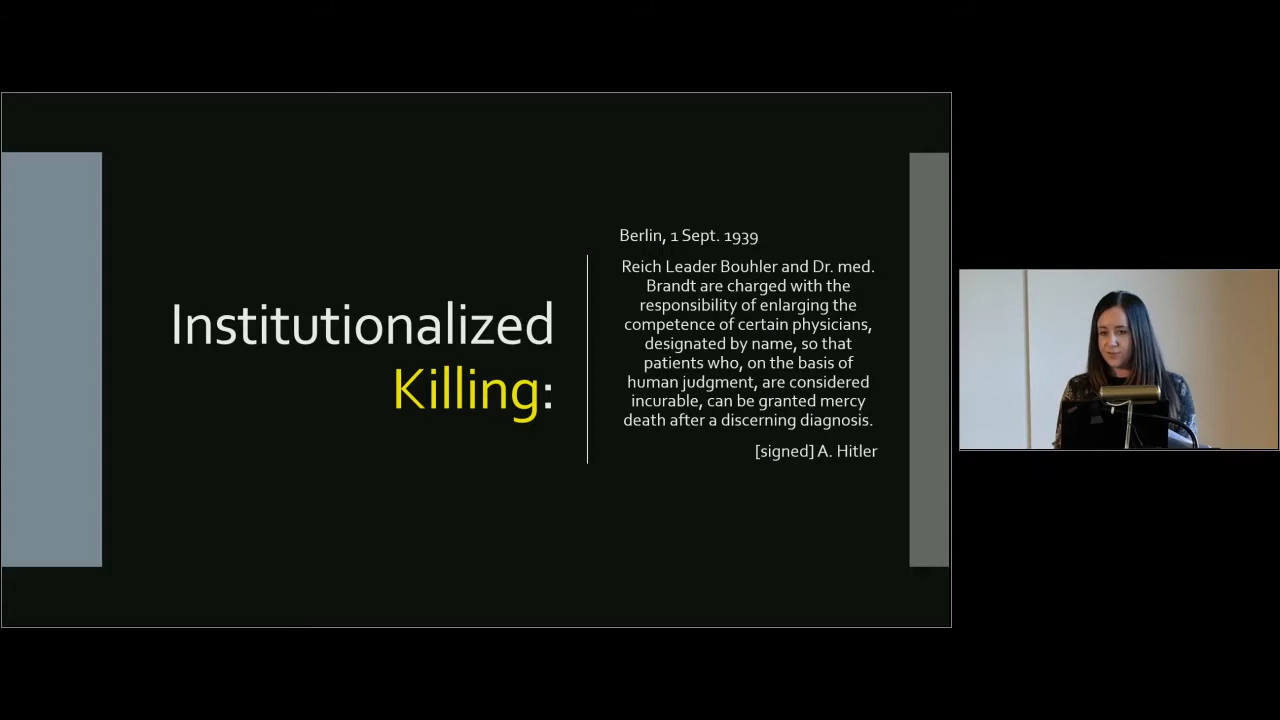 Institutionalized
Killing:
Berlin, 1 Sept. 1939
Reich Leader Bouhler and Dr. med.
Brandt are charged with the
responsibility of enlarging the
competence of certain physicians,
designated by name, so that
patients who, on the basis of
human judgment, are considered
incurable, can be granted mercy
death after a discerning diagnosis.
[signed] A. Hitler